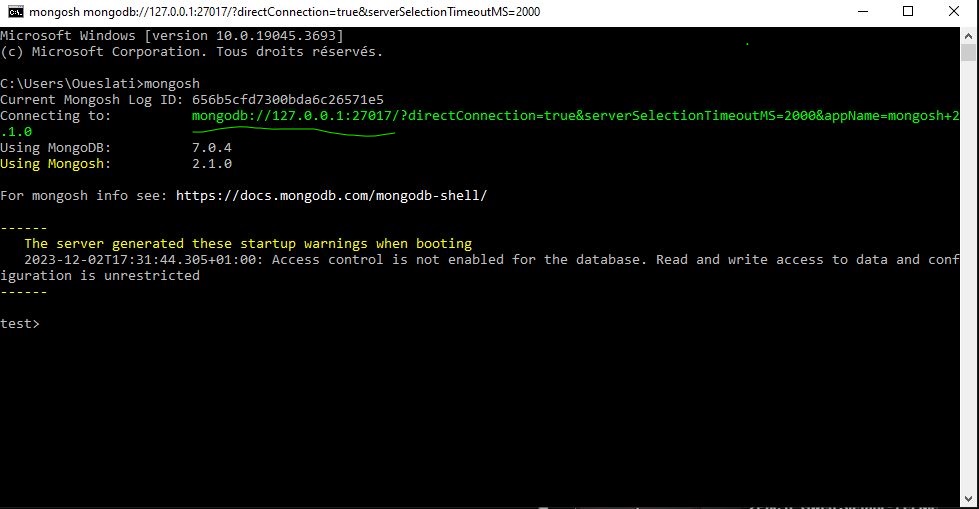 mongosh mongodb://127.0.0.1:27017/?directConnection=true&serverSelectionTimeoutMS=2000
Microsoft Windows [version 10.0.19045.3693]
(c) Microsoft Corporation. Tous droits réservés.
C:\Users\Oueslati>mongosh
Current Mongosh Log ID: 656b5cfd7300bda6c26571e5
Connecting to: mongodb://127.0.0.1:27017/?directConnection=true&serverSelectionTimeoutMS=2000&appName=mongosh+2
.1.0
Using MongoDB: 7.0.4
Using Mongosh: 2.1.0
For mongosh info see: https://docs.mongodb.com/mongodb-shell/
------
The server generated these startup warnings when booting
2023-12-02T17:31:44.305+01:00: Access control is not enabled for the database. Read and write access to data and conf
iguration is unrestricted
------
test>